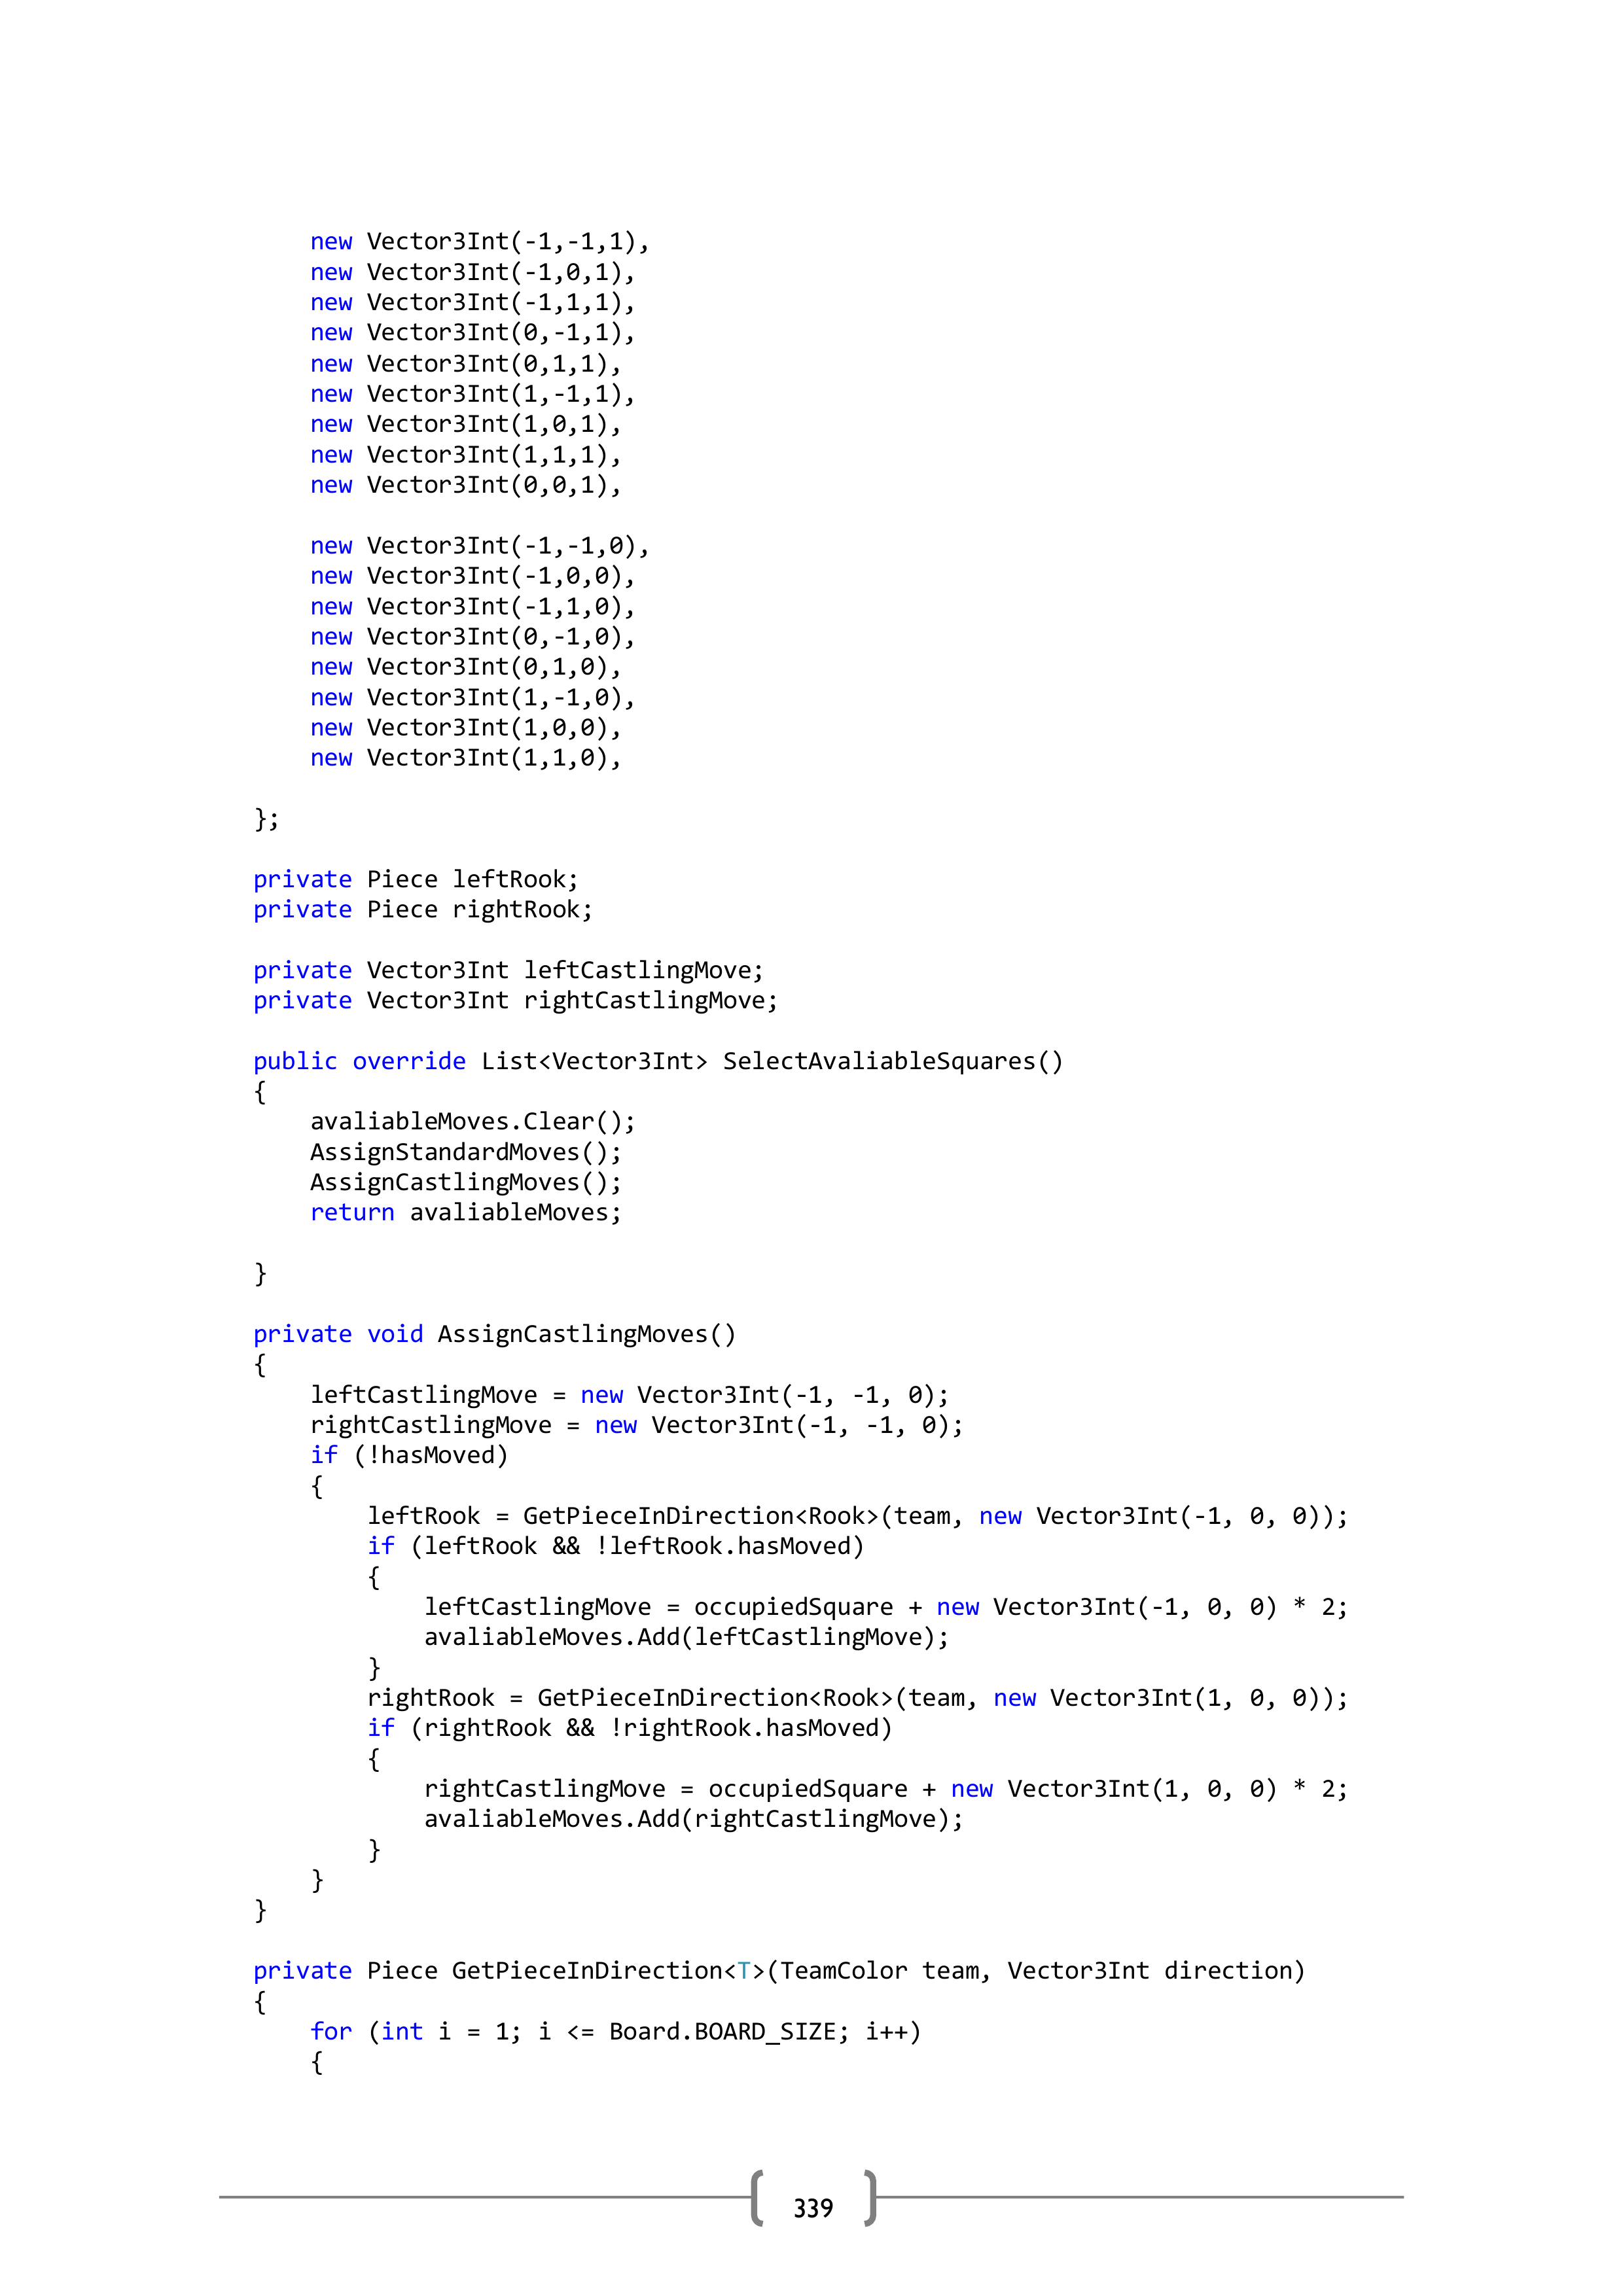 new Vector3Int(-1,-1,1),
new Vector3Int(-1,0,1),
new Vector3Int(-1,1,1),
new Vector3Int(0,-1,1),
new Vector3Int(0,1,1),
new Vector3Int(1,-1,1),
new Vector3Int(1,0,1),
new Vector3Int(1,1,1),
new Vector3Int(0,0,1),
new Vector3Int(-1,-1,0),
new Vector3Int(-1,0,0),
new Vector3Int(-1,1,0),
new Vector3Int(0,-1,0),
new Vector3Int(0,1,0),
new Vector3Int(1,-1,0),
new Vector3Int(1,0,0),
new Vector3Int(1,1,0),
};
private Piece leftRook;
private Piece rightRook;
private Vector3Int leftCastlingMove;
private Vector3Int rightCastlingMove;
public override List<Vector3Int> SelectAvaliableSquares()
{
avaliableMoves.Clear();
AssignStandardMoves();
AssignCastlingMoves();
return avaliableMoves;
}
private void AssignCastlingMoves()
{
leftCastlingMove = new Vector3Int(-1, -1, 0);
rightCastlingMove = new Vector3Int(-1, -1, 0);
if (!hasMoved)
{
leftRook = GetPieceInDirection<Rook>(team, new Vector3Int(-1, 0, 0));
if (leftRook && !leftRook.hasMoved)
{
leftCastlingMove = occupiedSquare + new Vector3Int(-1, 0, 0) * 2;
avaliableMoves.Add(leftCastlingMove);
}
rightRook = GetPieceInDirection<Rook>(team, new Vector3Int(1, 0, 0));
if (rightRook && !rightRook.hasMoved)
{
rightCastlingMove = occupiedSquare + new Vector3Int(1, 0, 0) * 2;
avaliableMoves.Add(rightCastlingMove);
}
}
}
private Piece GetPieceInDirection<T>(TeamColor team, Vector3Int direction)
{
for (int i = 1; i <= Board.BOARD_SIZE; i++)
{
339